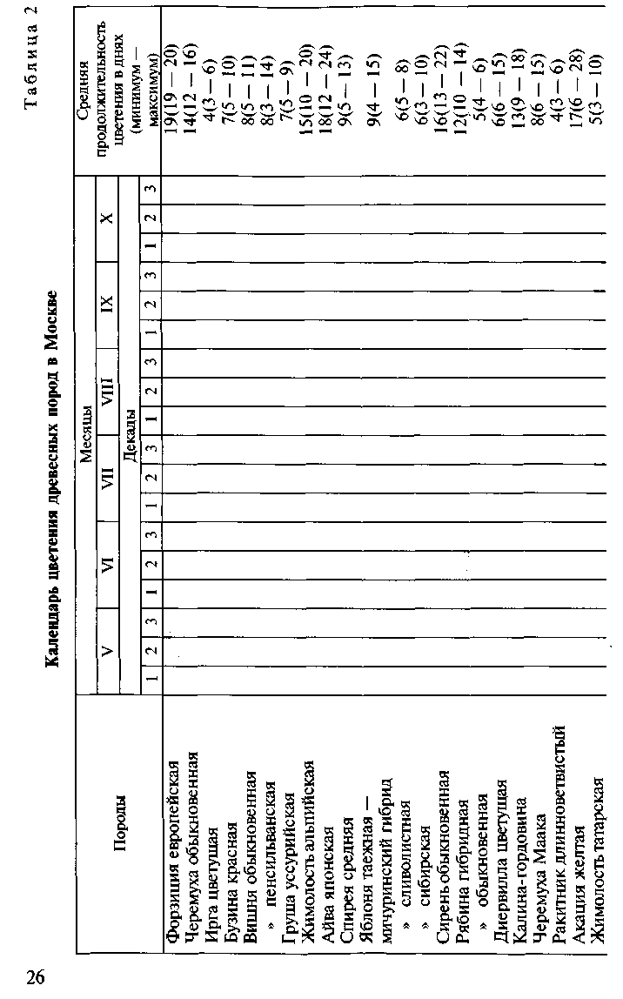 Таблица 2
Календарь цветения древесных пород в Москве
Породы
Месяцы
Средняя
продолжительность
цветения в днях
(минимум —
максимум)
V VI VII VIII IX X
Декады
1 2 3 1 2 3 1 2 3 1 2 3 1 2 3 1 2 3
Форзиция европейская 19(19 — 20)
Черемуха обыкновенная 14(12 — 16)
Ирга цветущая 4(3 — 6)
Бузина красная 7(5 — 10)
Вишня обыкновенная 8(5 — 11)
» пенсильванская 8(3 — 14)
Груша уссурийская 7(5 — 9)
Жимолость альпийская 15(10 — 20)
Айва японская 18(12 — 24)
Спирея средняя 9(5 — 13)
Яблоня таежная —
мичуринский гибрид 9(4 — 15)
» сливолистная 6(5 — 8)
» сибирская 6(3 — 10)
Сирень обыкновенная 16(13 — 22)
Рябина гибридная 12(10 — 14)
» обыкновенная 5(4 — 6)
Диервилла цветущая 6(6 — 15)
Калина-гордовина 13(9 — 18)
Черемуха Маака 8(6 — 15)
Ракитник длинноветвистый 4(3 — 6)
Акация желтая 17(6 — 28)
Жимолость татарская 5(3 — 10)
26